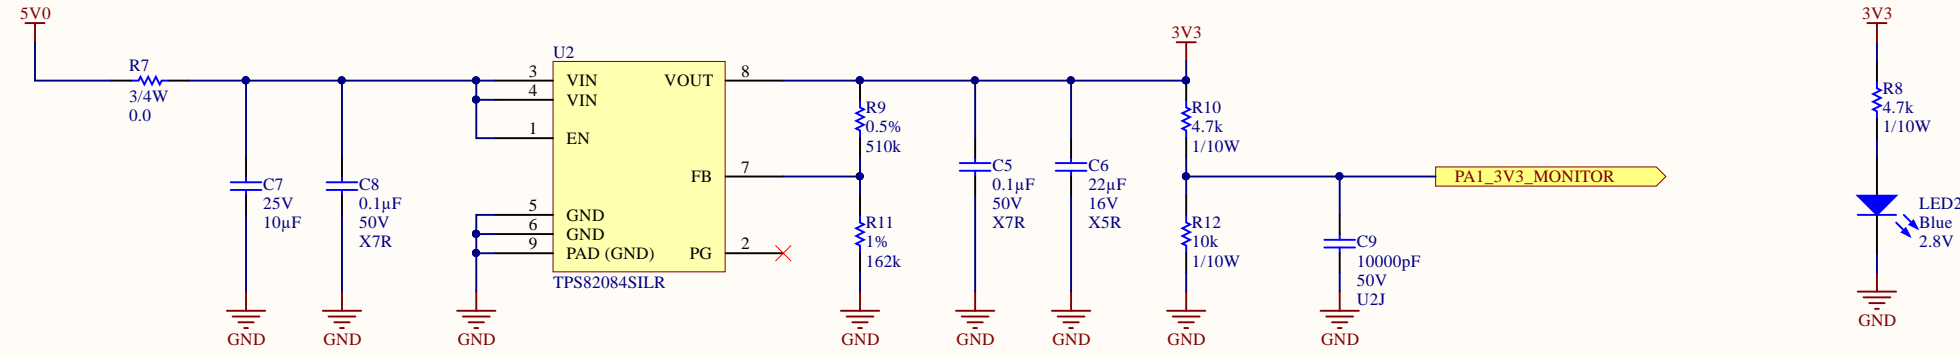 5V0
R7
3/4W
0.0
C7
25V
10µF
C8
0.1µF
50V
X7R
U2
3
VIN
4
VIN
1
EN
5
GND
6
GND
9
PAD (GND)
VOUT
8
FB
7
PG
2
TPS82084SILR
R9
0.5%
510k
R11
1%
162k
C5
0.1µF
50V
X7R
C6
22µF
16V
X5R
3V3
R10
4.7k
1/10W
R12
10k
1/10W
C9
10000pF
50V
U2J
PA1_3V3_MONITOR
3V3
R8
4.7k
1/10W
LED2
Blue
2.8V
GND
GND
GND
GND
GND
GND
GND
GND
GND